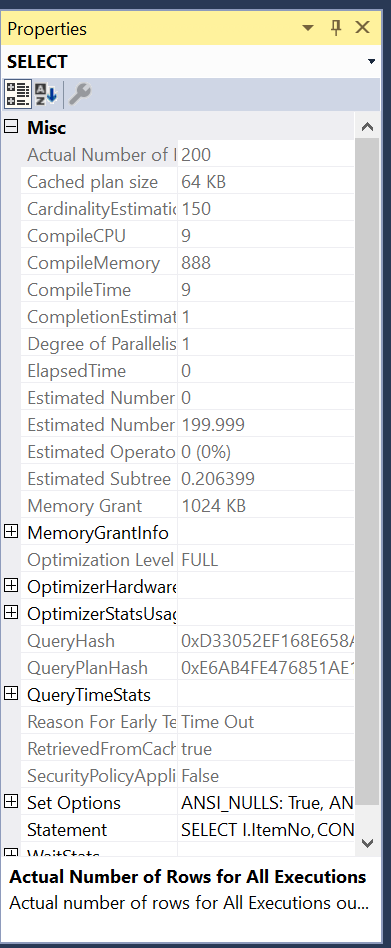 Properties
SELECT
Misc
Actual Number of 200
Cached plan size 64 KB
CardinalityEstimatic 150
CompileCPU 9
CompileMemory 888
CompileTime 9
CompletionEstimat 1
Degree of Parallelis 1
ElapsedTime 0
Estimated Number 0
Estimated Number 199.999
Estimated Operato 0 (0%)
Estimated Subtree 0.206399
Memory Grant 1024 KB
MemoryGrantInfo
Optimization Level FULL
OptimizerHardware
OptimizerStatsUsag
QueryHash 0xD33052EF168E658A
QueryPlanHash 0xE6AB4FE476851AE1
QueryTimeStats
Reason For Early Te Time Out
RetrievedFromCach true
SecurityPolicyAppli False
Set Options ANSI_NULLS: True, AN
Statement SELECT I.ItemNo,CON
WaitStats
Actual Number of Rows for All Executions
Actual number of rows for All Executions ou...